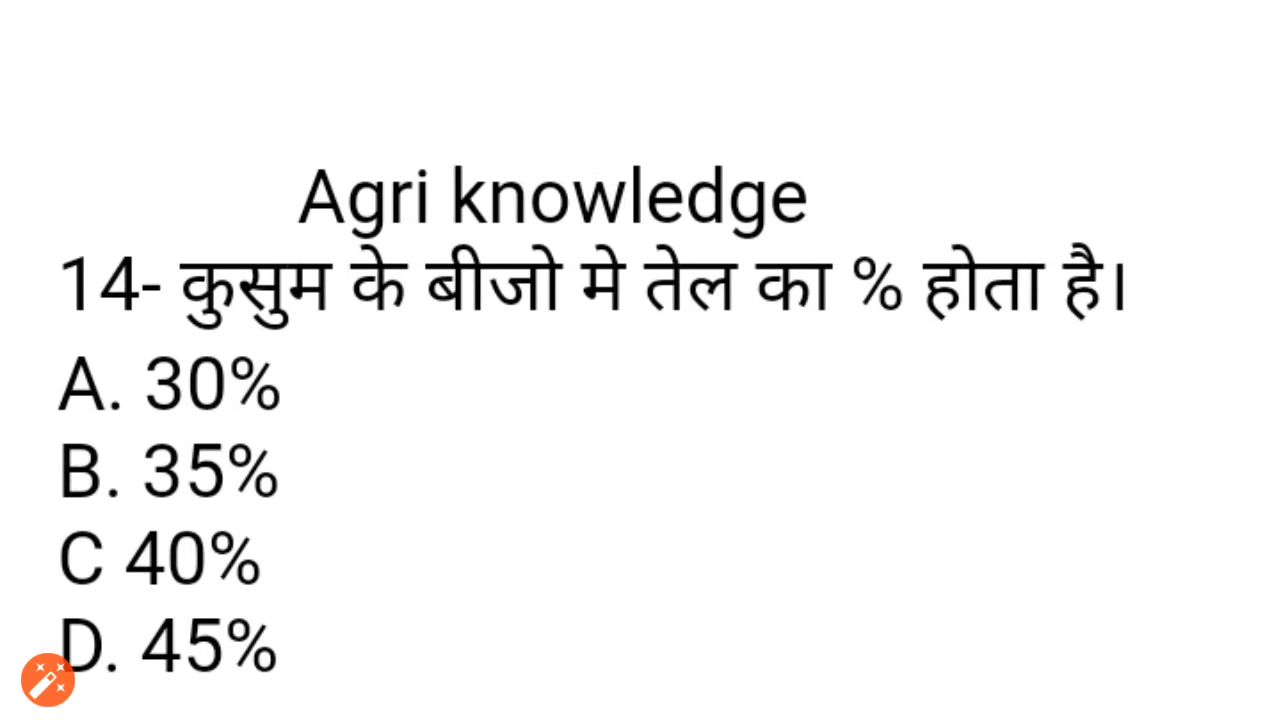 Agri knowledge
14- कुसुम के बीजो मे तेल का % होता है।
A. 30%
B. 35%
C 40%
D. 45%